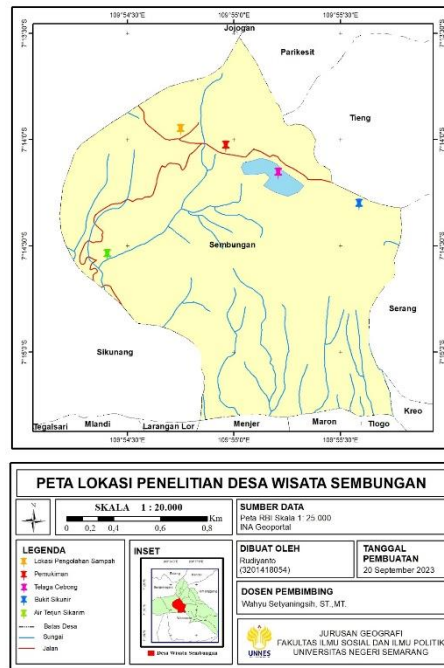 109°54'30"E 109°55'0"E 109°55'30"E
Jojogan
7°13'30"S 7°13'30"S
Parikesit
Tieng
7°14'0"S 7°14'0"S
Sembungan
7°14'30"S 7°14'30"S
Serang
Sikunang
7°15'0"S 7°15'0"S
Kreo
Tegalsari Mlandi Larangan Lor Menjer Maron Tlogo
109°54'30"E 109°55'0"E 109°55'30"E
PETA LOKASI PENELITIAN DESA WISATA SEMBUNGAN
SKALA 1 : 20.000
0 0,2 0,4 0,8 Km
SUMBER DATA
Peta RBI Skala 1: 25 000
INA Geoportal
LEGENDA
Lokasi Pengolahan Sampah
Pemukiman
Telaga Cebong
Bukit Sikunir
Air Terjun Sikarim
Batas Desa
Sungai
Jalan
INSET
Desa Wisata Sembungan
DIBUAT OLEH
Rudiyanto
(3201418054)
TANGGAL
PEMBUATAN
20 September 2023
DOSEN PEMBIMBING
Wahyu Setyaningsih, ST.,MT.
UNNES
JURUSAN GEOGRAFI
FAKULTAS ILMU SOSIAL DAN ILMU POLITIK
UNIVERSITAS NEGERI SEMARANG